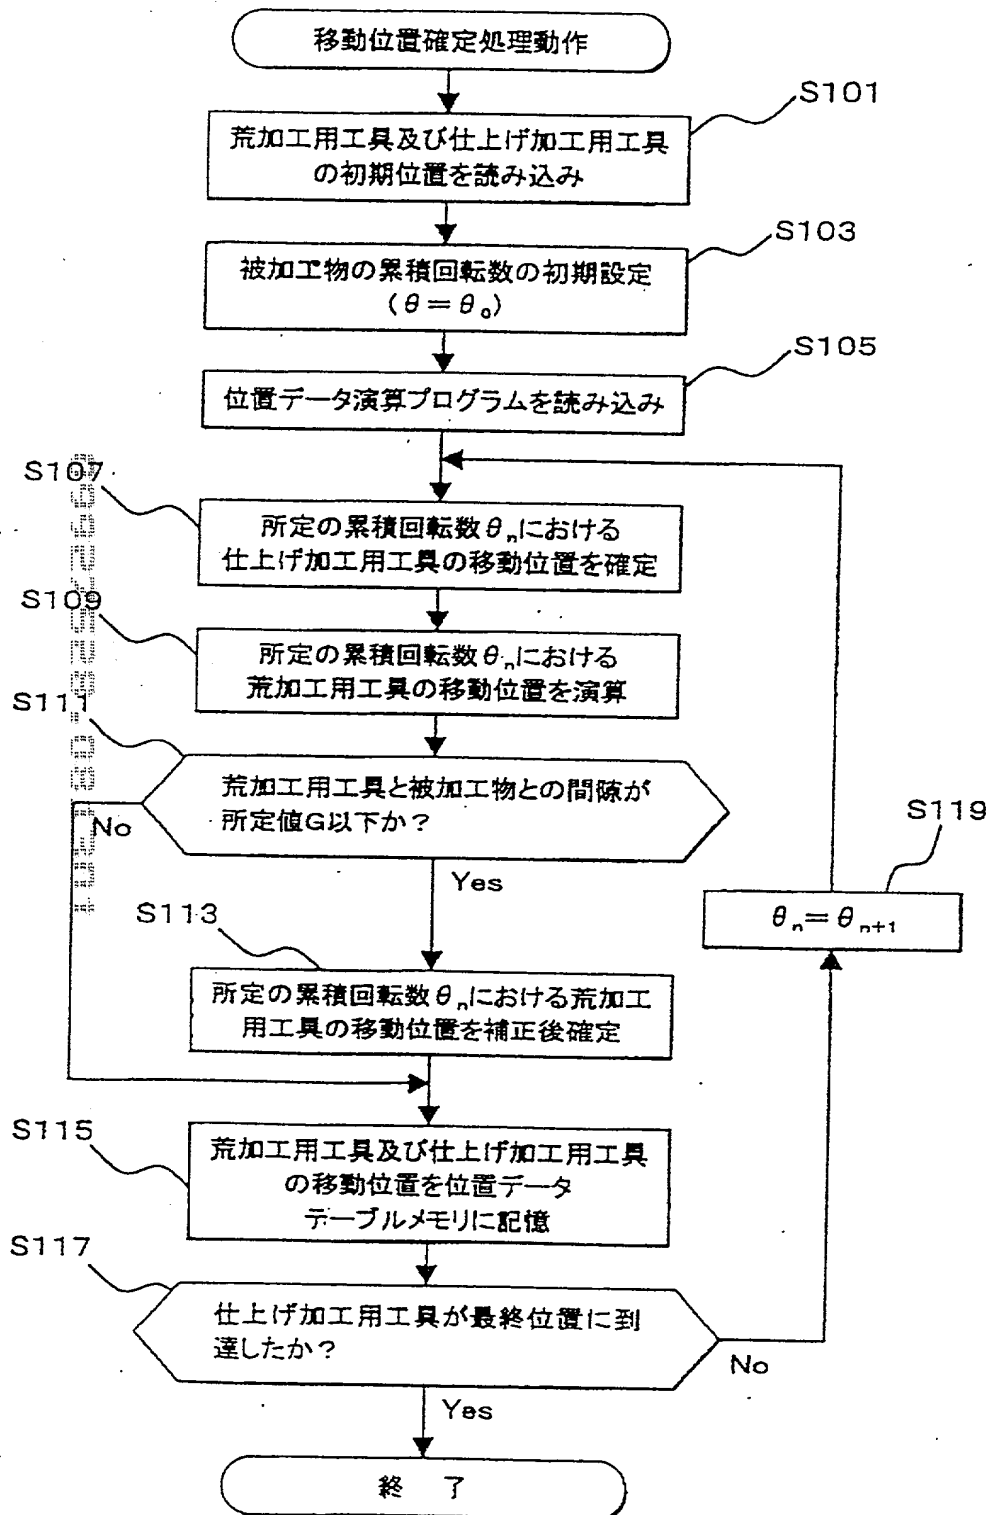 移動位置確定処理動作
S101
荒加工用工具及び仕上げ加工用工具
の初期位置を読み込み
S103
被加工物の累積回転数の初期設定
(θ=θ₀)
S105
位置データ演算プログラムを読み込み
S107
所定の累積回転数θₙにおける
仕上げ加工用工具の移動位置を確定
S109
所定の累積回転数θₙにおける
荒加工用工具の移動位置を演算
S111
荒加工用工具と被加工物との間隙が
所定値G以下か?
No
Yes
S119
θₙ=θₙ₊₁
S113
所定の累積回転数θₙにおける荒加工
用工具の移動位置を補正後確定
S115
荒加工用工具及び仕上げ加工用工具
の移動位置を位置データ
テーブルメモリに記憶
S117
仕上げ加工用工具が最終位置に到
達したか?
No
Yes
終 了